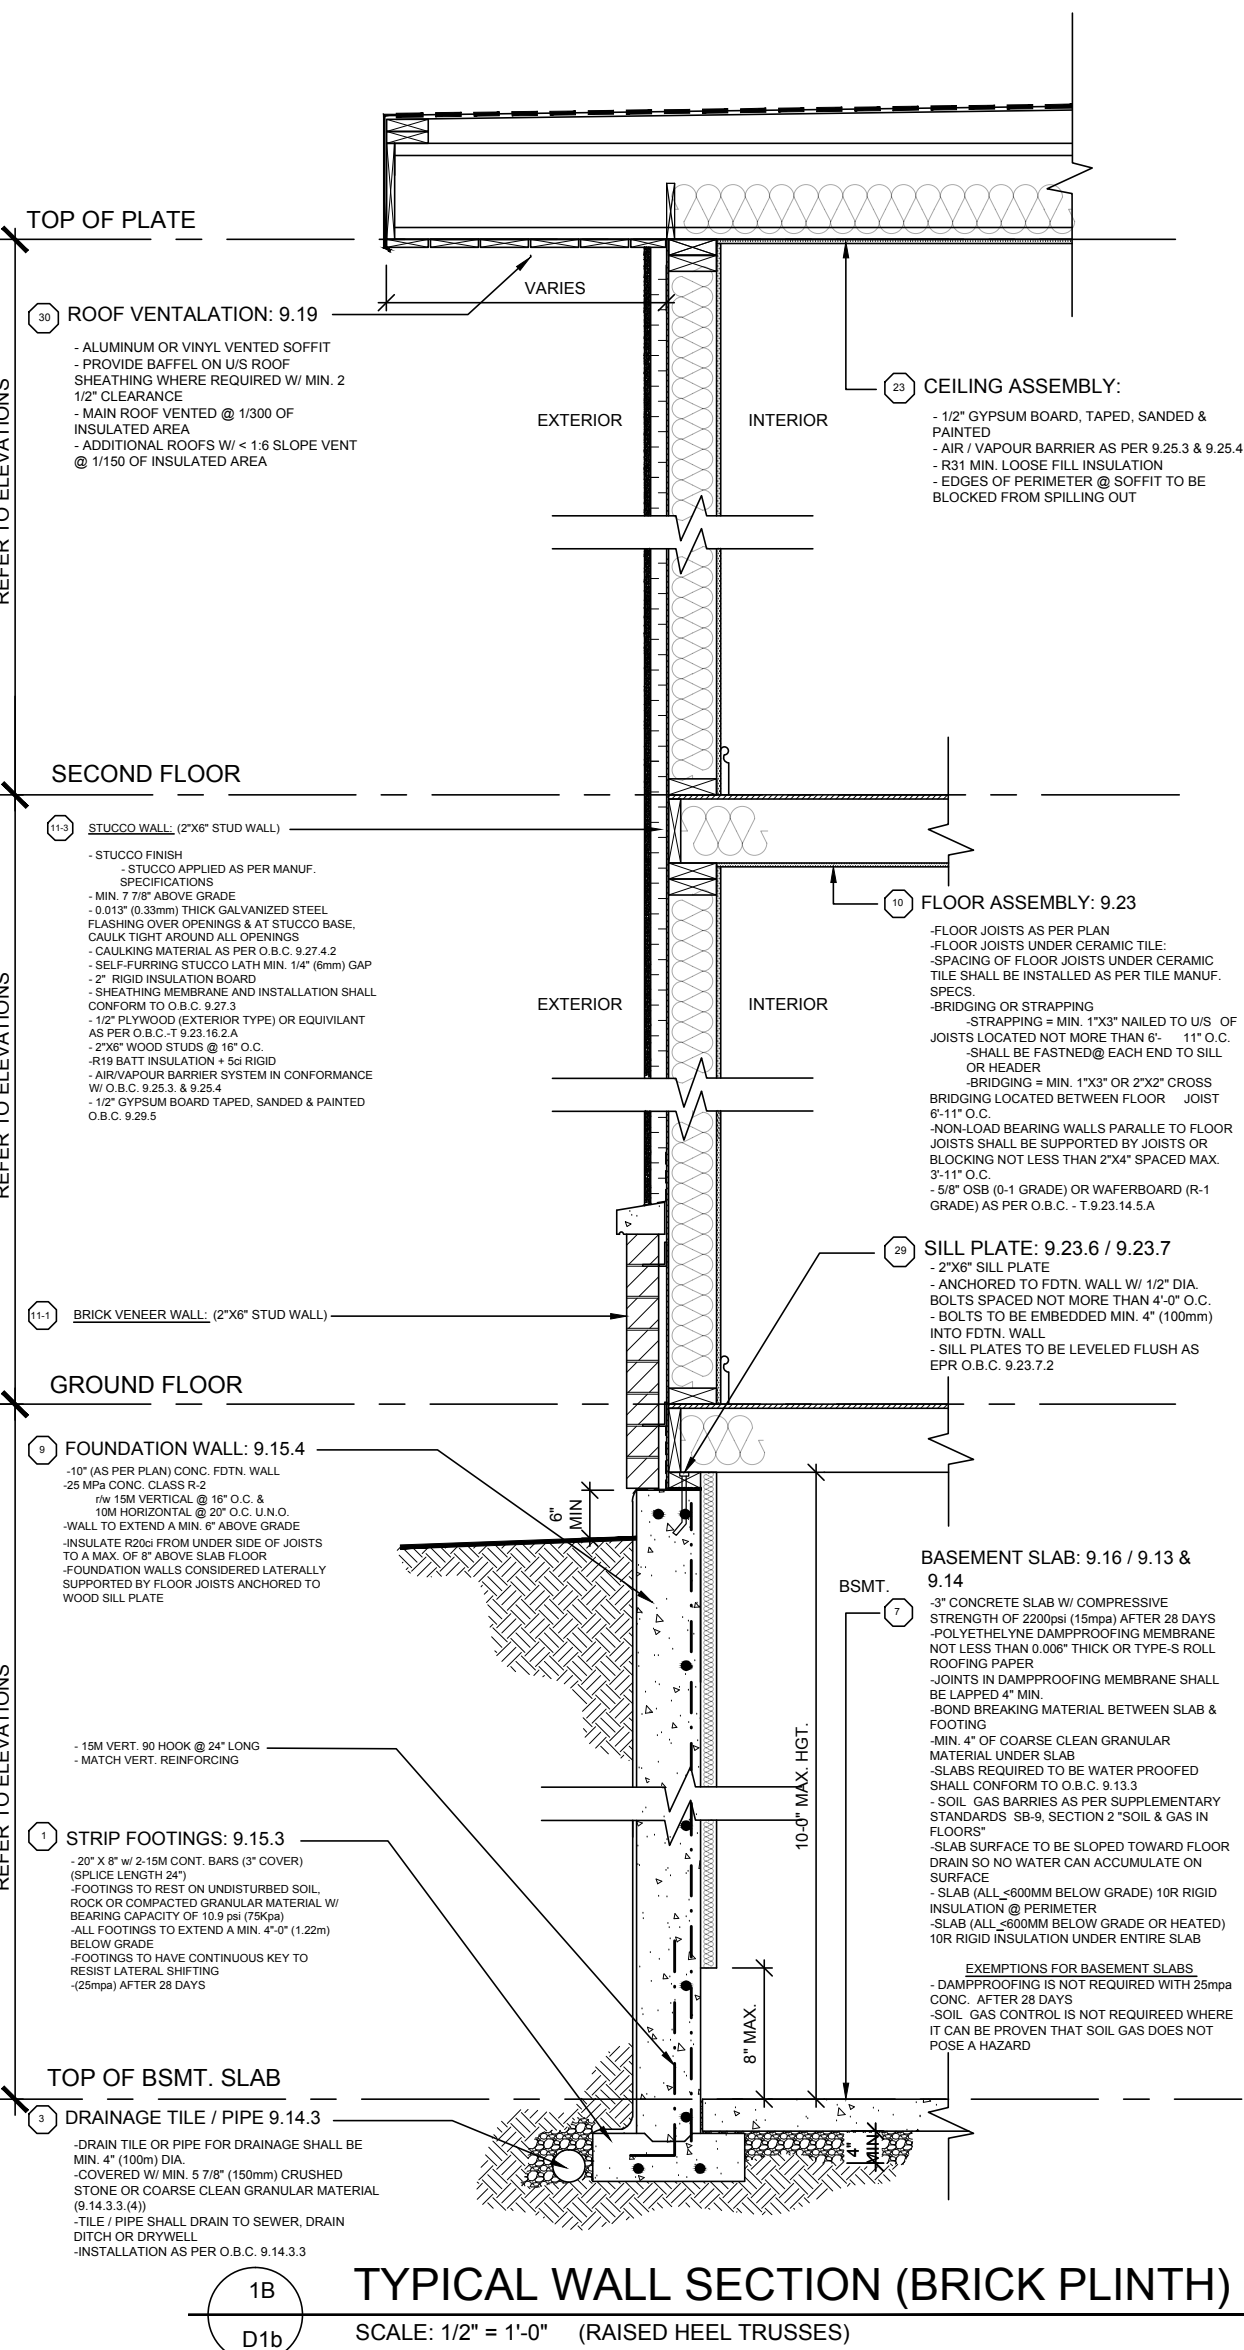 TOP OF PLATE
VARIES
30
ROOF VENTALATION: 9.19
- ALUMINUM OR VINYL VENTED SOFFIT
- PROVIDE BAFFEL ON U/S ROOF
SHEATHING WHERE REQUIRED W/ MIN. 2
1/2" CLEARANCE
- MAIN ROOF VENTED @ 1/300 OF
INSULATED AREA
- ADDITIONAL ROOFS W/ < 1:6 SLOPE VENT
@ 1/150 OF INSULATED AREA
REFER TO ELEVATIONS
EXTERIOR
INTERIOR
23
CEILING ASSEMBLY:
- 1/2" GYPSUM BOARD, TAPED, SANDED &
PAINTED
- AIR / VAPOUR BARRIER AS PER 9.25.3 & 9.25.4
- R31 MIN. LOOSE FILL INSULATION
- EDGES OF PERIMETER @ SOFFIT TO BE
BLOCKED FROM SPILLING OUT
SECOND FLOOR
11-3
STUCCO WALL: (2"X6" STUD WALL)
- STUCCO FINISH
- STUCCO APPLIED AS PER MANUF.
SPECIFICATIONS
- MIN. 7 7/8" ABOVE GRADE
- 0.013" (0.33mm) THICK GALVANIZED STEEL
FLASHING OVER OPENINGS & AT STUCCO BASE,
CAULK TIGHT AROUND ALL OPENINGS
- CAULKING MATERIAL AS PER O.B.C. 9.27.4.2
- SELF-FURRING STUCCO LATH MIN. 1/4" (6mm) GAP
- 2" RIGID INSULATION BOARD
- SHEATHING MEMBRANE AND INSTALLATION SHALL
CONFORM TO O.B.C. 9.27.3
- 1/2" PLYWOOD (EXTERIOR TYPE) OR EQUIVILANT
AS PER O.B.C.-T 9.23.16.2.A
- 2"X6" WOOD STUDS @ 16" O.C.
-R19 BATT INSULATION + 5ci RIGID
- AIR/VAPOUR BARRIER SYSTEM IN CONFORMANCE
W/ O.B.C. 9.25.3. & 9.25.4
- 1/2" GYPSUM BOARD TAPED, SANDED & PAINTED
O.B.C. 9.29.5
REFER TO ELEVATIONS
EXTERIOR
INTERIOR
10
FLOOR ASSEMBLY: 9.23
-FLOOR JOISTS AS PER PLAN
-FLOOR JOISTS UNDER CERAMIC TILE:
-SPACING OF FLOOR JOISTS UNDER CERAMIC
TILE SHALL BE INSTALLED AS PER TILE MANUF.
SPECS.
-BRIDGING OR STRAPPING
-STRAPPING = MIN. 1"X3" NAILED TO U/S OF
JOISTS LOCATED NOT MORE THAN 6'- 11" O.C.
-SHALL BE FASTNED@ EACH END TO SILL
OR HEADER
-BRIDGING = MIN. 1"X3" OR 2"X2" CROSS
BRIDGING LOCATED BETWEEN FLOOR JOIST
6'-11" O.C.
-NON-LOAD BEARING WALLS PARALLE TO FLOOR
JOISTS SHALL BE SUPPORTED BY JOISTS OR
BLOCKING NOT LESS THAN 2"X4" SPACED MAX.
3'-11" O.C.
- 5/8" OSB (0-1 GRADE) OR WAFERBOARD (R-1
GRADE) AS PER O.B.C. - T.9.23.14.5.A
29
SILL PLATE: 9.23.6 / 9.23.7
- 2"X6" SILL PLATE
- ANCHORED TO FDTN. WALL W/ 1/2" DIA.
BOLTS SPACED NOT MORE THAN 4'-0" O.C.
- BOLTS TO BE EMBEDDED MIN. 4" (100mm)
INTO FDTN. WALL
- SILL PLATES TO BE LEVELED FLUSH AS
EPR O.B.C. 9.23.7.2
11-1
BRICK VENEER WALL: (2"X6" STUD WALL)
GROUND FLOOR
9
FOUNDATION WALL: 9.15.4
-10" (AS PER PLAN) CONC. FDTN. WALL
-25 MPa CONC. CLASS R-2
r/w 15M VERTICAL @ 16" O.C. &
10M HORIZONTAL @ 20" O.C. U.N.O.
-WALL TO EXTEND A MIN. 6" ABOVE GRADE
-INSULATE R20ci FROM UNDER SIDE OF JOISTS
TO A MAX. OF 8" ABOVE SLAB FLOOR
-FOUNDATION WALLS CONSIDERED LATERALLY
SUPPORTED BY FLOOR JOISTS ANCHORED TO
WOOD SILL PLATE
6"
MIN
10-0" MAX. HGT.
BSMT.
7
BASEMENT SLAB: 9.16 / 9.13 &
9.14
-3" CONCRETE SLAB W/ COMPRESSIVE
STRENGTH OF 2200psi (15mpa) AFTER 28 DAYS
-POLYETHELYNE DAMPPROOFING MEMBRANE
NOT LESS THAN 0.006" THICK OR TYPE-S ROLL
ROOFING PAPER
-JOINTS IN DAMPPROOFING MEMBRANE SHALL
BE LAPPED 4" MIN.
-BOND BREAKING MATERIAL BETWEEN SLAB &
FOOTING
-MIN. 4" OF COARSE CLEAN GRANULAR
MATERIAL UNDER SLAB
-SLABS REQUIRED TO BE WATER PROOFED
SHALL CONFORM TO O.B.C. 9.13.3
- SOIL GAS BARRIES AS PER SUPPLEMENTARY
STANDARDS SB-9, SECTION 2 "SOIL & GAS IN
FLOORS"
-SLAB SURFACE TO BE SLOPED TOWARD FLOOR
DRAIN SO NO WATER CAN ACCUMULATE ON
SURFACE
- SLAB (ALL <600MM BELOW GRADE) 10R RIGID
INSULATION @ PERIMETER
-SLAB (ALL <600MM BELOW GRADE OR HEATED)
10R RIGID INSULATION UNDER ENTIRE SLAB
EXEMPTIONS FOR BASEMENT SLABS
- DAMPPROOFING IS NOT REQUIRED WITH 25mpa
CONC. AFTER 28 DAYS
-SOIL GAS CONTROL IS NOT REQUIREED WHERE
IT CAN BE PROVEN THAT SOIL GAS DOES NOT
POSE A HAZARD
REFER TO ELEVATIONS
- 15M VERT. 90 HOOK @ 24" LONG
- MATCH VERT. REINFORCING
1
STRIP FOOTINGS: 9.15.3
- 20" X 8" w/ 2-15M CONT. BARS (3" COVER)
(SPLICE LENGTH 24")
-FOOTINGS TO REST ON UNDISTURBED SOIL,
ROCK OR COMPACTED GRANULAR MATERIAL W/
BEARING CAPACITY OF 10.9 psi (75Kpa)
-ALL FOOTINGS TO EXTEND A MIN. 4"-0" (1.22m)
BELOW GRADE
-FOOTINGS TO HAVE CONTINUOUS KEY TO
RESIST LATERAL SHIFTING
-(25mpa) AFTER 28 DAYS
8" MAX.
TOP OF BSMT. SLAB
3
DRAINAGE TILE / PIPE 9.14.3
-DRAIN TILE OR PIPE FOR DRAINAGE SHALL BE
MIN. 4" (100m) DIA.
-COVERED W/ MIN. 5 7/8" (150mm) CRUSHED
STONE OR COARSE CLEAN GRANULAR MATERIAL
(9.14.3.3.(4))
-TILE / PIPE SHALL DRAIN TO SEWER, DRAIN
DITCH OR DRYWELL
-INSTALLATION AS PER O.B.C. 9.14.3.3
4"
MIN
1B
D1b
TYPICAL WALL SECTION (BRICK PLINTH)
SCALE: 1/2" = 1'-0" (RAISED HEEL TRUSSES)